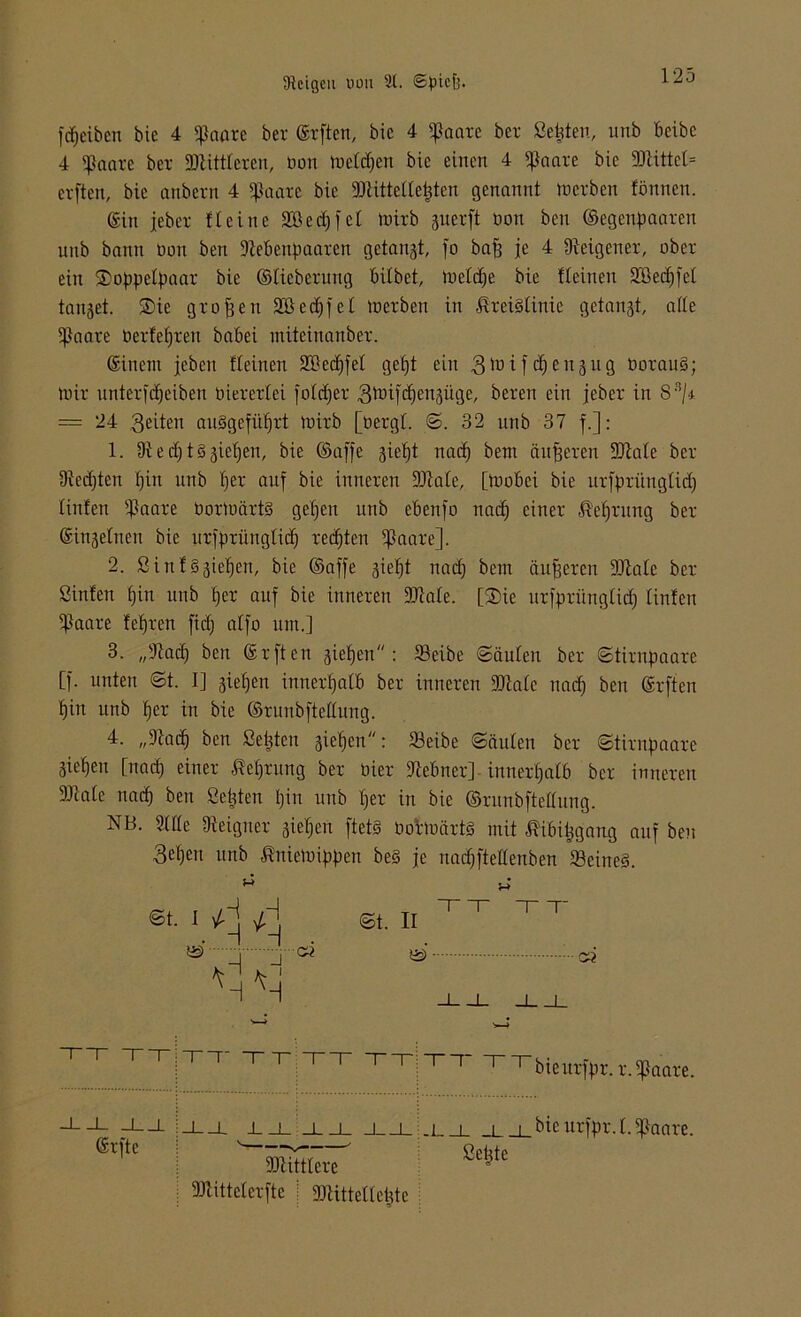 Reigen von A. Spieß.
125
scheiden die 4 Paare der Ersten, die 4 Paare der Letzten, und beide
4 Paare der Mittleren, von welchen die einen 4 Paare die Mittel=
ersten, die andern 4 Paare die Mittelletzten genannt werden können.
Ein jeder kleine Wechsel wird zuerst von den Gegenpaaren
und dann von den Nebenpaaren getanzt, so daß je 4 Reigener, oder
ein Doppelpaar die Gliederung bildet, welche die kleinen Wechsel
tanzet. Die großen Wechsel werden in Kreislinie getanzt, alle
Paare verkehren dabei miteinander.
Einem jeden kleinen Wechsel geht ein Zwischenzug voraus;
wir unterscheiden viererlei solcher Zwischenzüge, deren ein jeder in 8 3/4
= 24 Zeiten ausgeführt wird [vergl. S. 32 und 37 f.]:
1. Rechtsziehen, die Gasse zieht nach dem äußeren Male der
Rechten hin und her auf die inneren Male, [wobei die ursprünglich
linken Paare vorwärts gehen und ebenso nach einer Kehrung der
Einzelnen die ursprünglich rechten Paare].
2. Linksziehen, die Gasse zieht nach dem äußeren Male der
Linken hin und her auf die inneren Male. [Die ursprünglich linken
Paare kehren sich also um.]
3. „Nach den Ersten ziehen": Beide Säulen der Stirnpaare
[s. unten St. I] ziehen innerhalb der inneren Male nach den Ersten
hin und her in die Grundstellung.
4. „Nach den Letzten ziehen": Beide Säulen der Stirnpaare
ziehen [nach einer Kehrung der vier Nebner] innerhalb der inneren
Male nach den Letzten hin und her in die Grundstellung.
NB. Alle Reigner ziehen stets vorwärts mit Kibitzgang auf den
Zehen und Kniewippen des je nachstellenden Beines.
r r
St. I St. II
E L E L
l l
die urspr. r. Paare.
die urspr. l. Paare.
Erste Mittlere Letzte
Mittelerste Mittelletzte